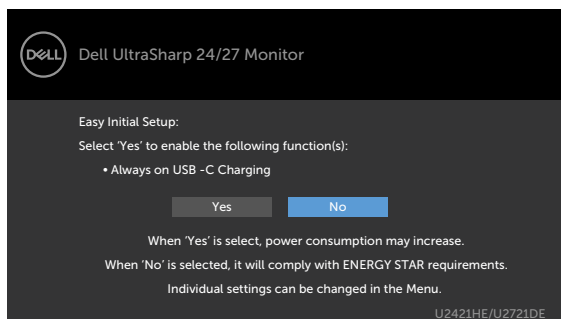 DELL
Dell UltraSharp 24/27 Monitor
Easy Initial Setup:
Select 'Yes' to enable the following function(s):
• Always on USB -C Charging
Yes
No
When 'Yes' is select, power consumption may increase.
When 'No' is selected, it will comply with ENERGY STAR requirements.
Individual settings can be changed in the Menu.
U2421HE/U2721DE